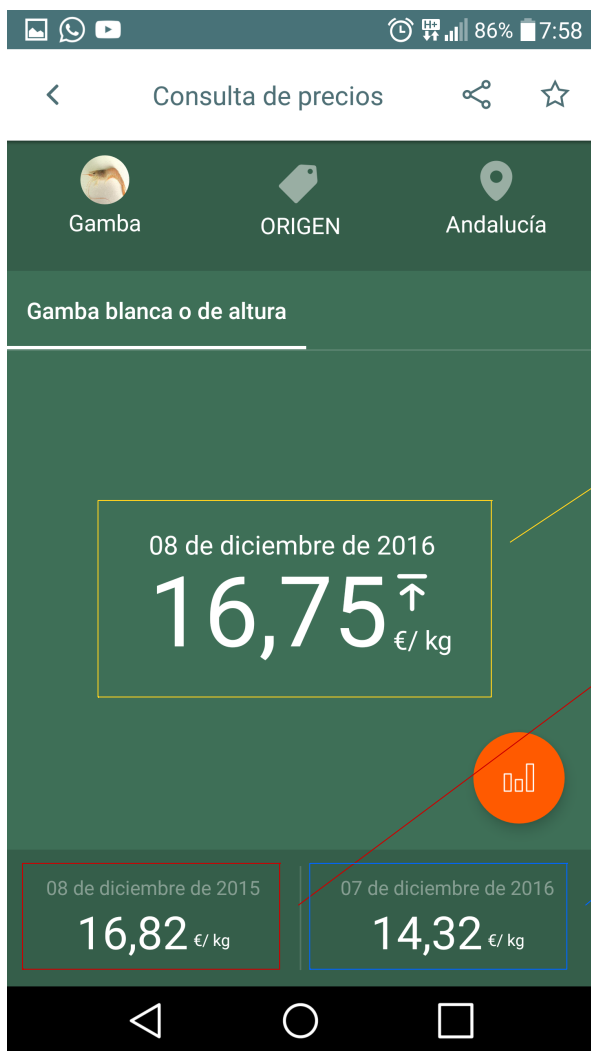 86% 7:58
Consulta de precios
Gamba
ORIGEN
Andalucía
Gamba blanca o de altura
08 de diciembre de 2016
16,75
€/ kg
08 de diciembre de 2015
16,82 €/ kg
07 de diciembre de 2016
14,32 €/ kg